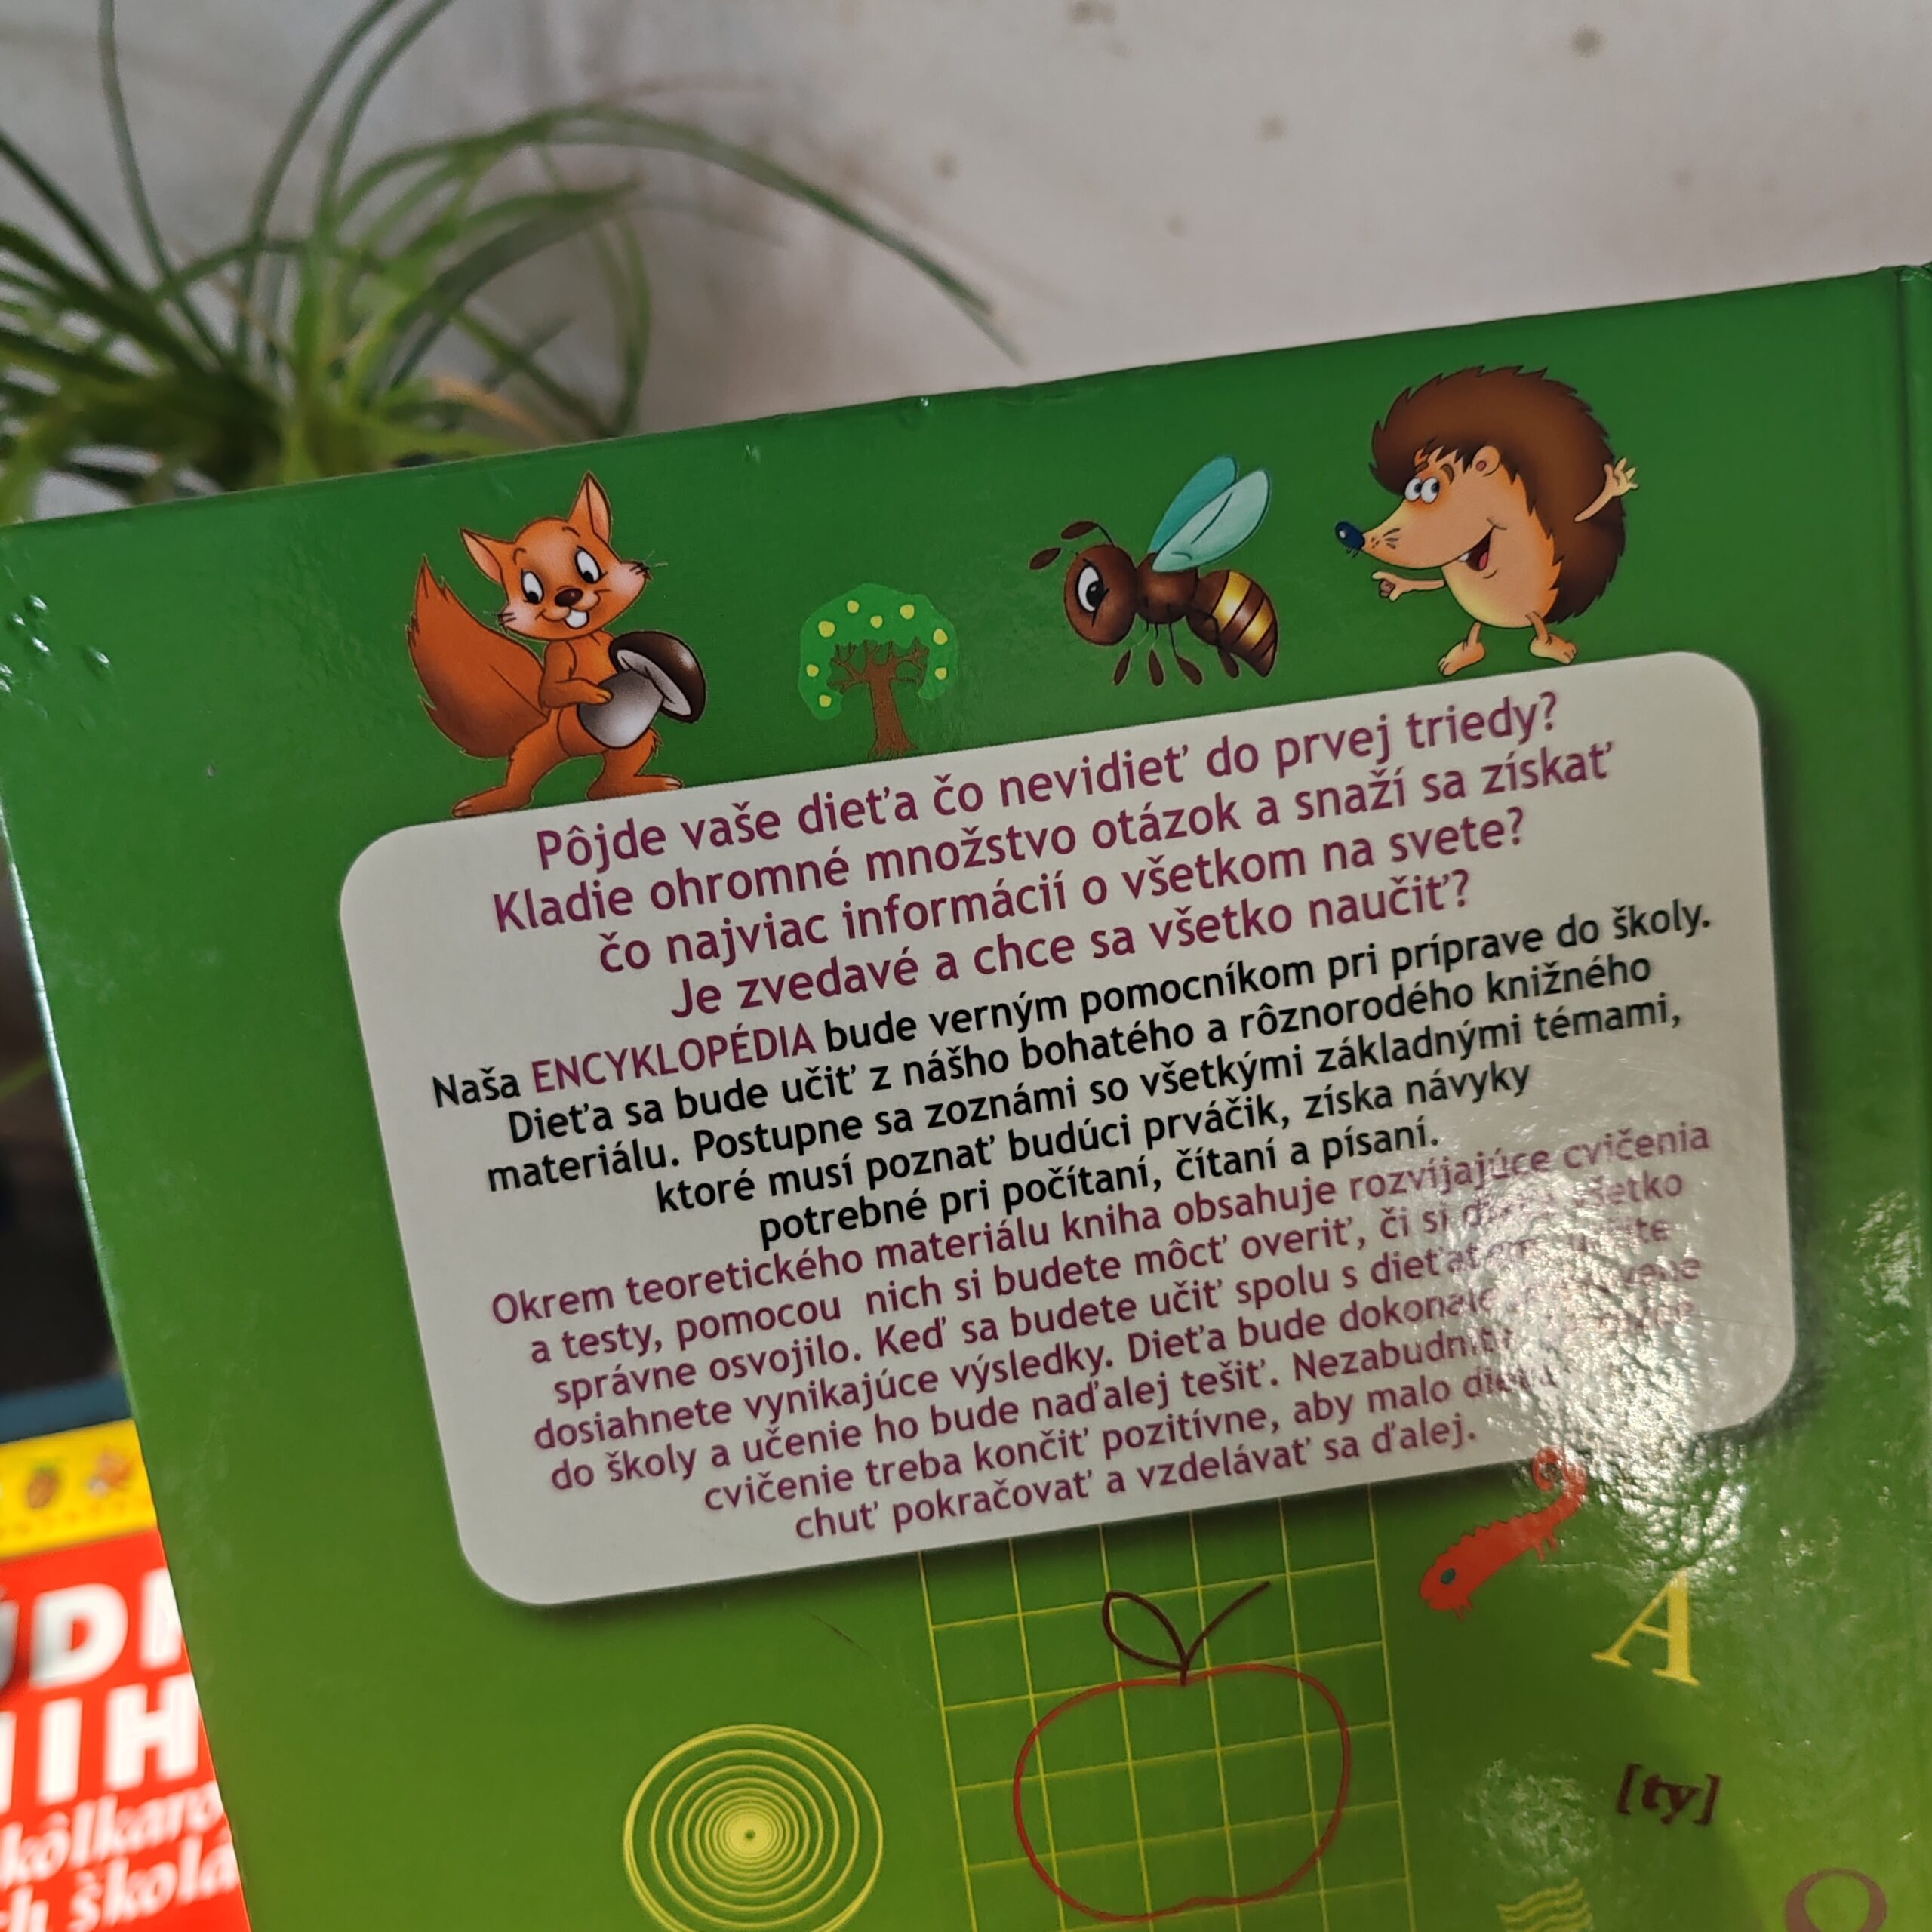 Pôjde vaše dieťa čo nevidieť do prvej triedy?
Kladie ohromné množstvo otázok a snaží sa získať
čo najviac informácií o všetkom na svete?
Je zvedavé a chce sa všetko naučiť?
Naša ENCYKLOPÉDIA bude verným pomocníkom pri príprave do školy.
Dieťa sa bude učiť z nášho bohatého a rôznorodého knižného
materiálu. Postupne sa zoznámi so všetkými základnými témami,
ktoré musí poznať budúci prváčik, získa návyky
potrebné pri počítaní, čítaní a písaní.
Okrem teoretického materiálu kniha obsahuje rozvíjajúce cvičenia
a testy, pomocou nich si budete môcť overiť, či si všetko
správne osvojilo. Keď sa budete učiť spolu s
dosiahnete vynikajúce výsledky. Dieťa bude dokonale
do školy a učenie ho bude naďalej tešiť.
cvičenie treba končiť pozitívne, aby malo dieťa
chuť pokračovať a vzdelávať sa ďalej.
A
[ty]